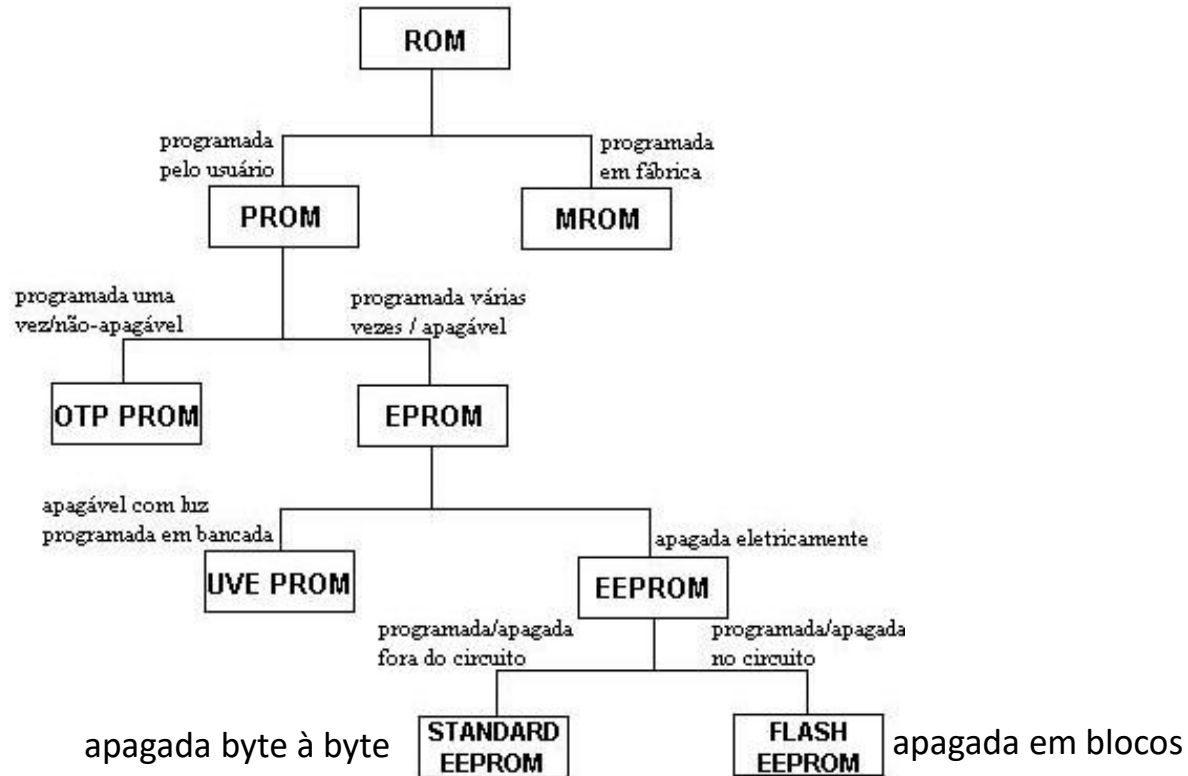 ROM
programada
pelo usuário
programada
em fábrica
PROM
MROM
programada uma
vez/não-apagável
programada várias
vezes / apagável
OTP PROM
EPROM
apagável com luz
programada em bancada
apagada eletricamente
UVE PROM
EEPROM
programada/apagada
fora do circuito
programada/apagada
no circuito
apagada byte à byte
STANDARD
EEPROM
FLASH
EEPROM
apagada em blocos